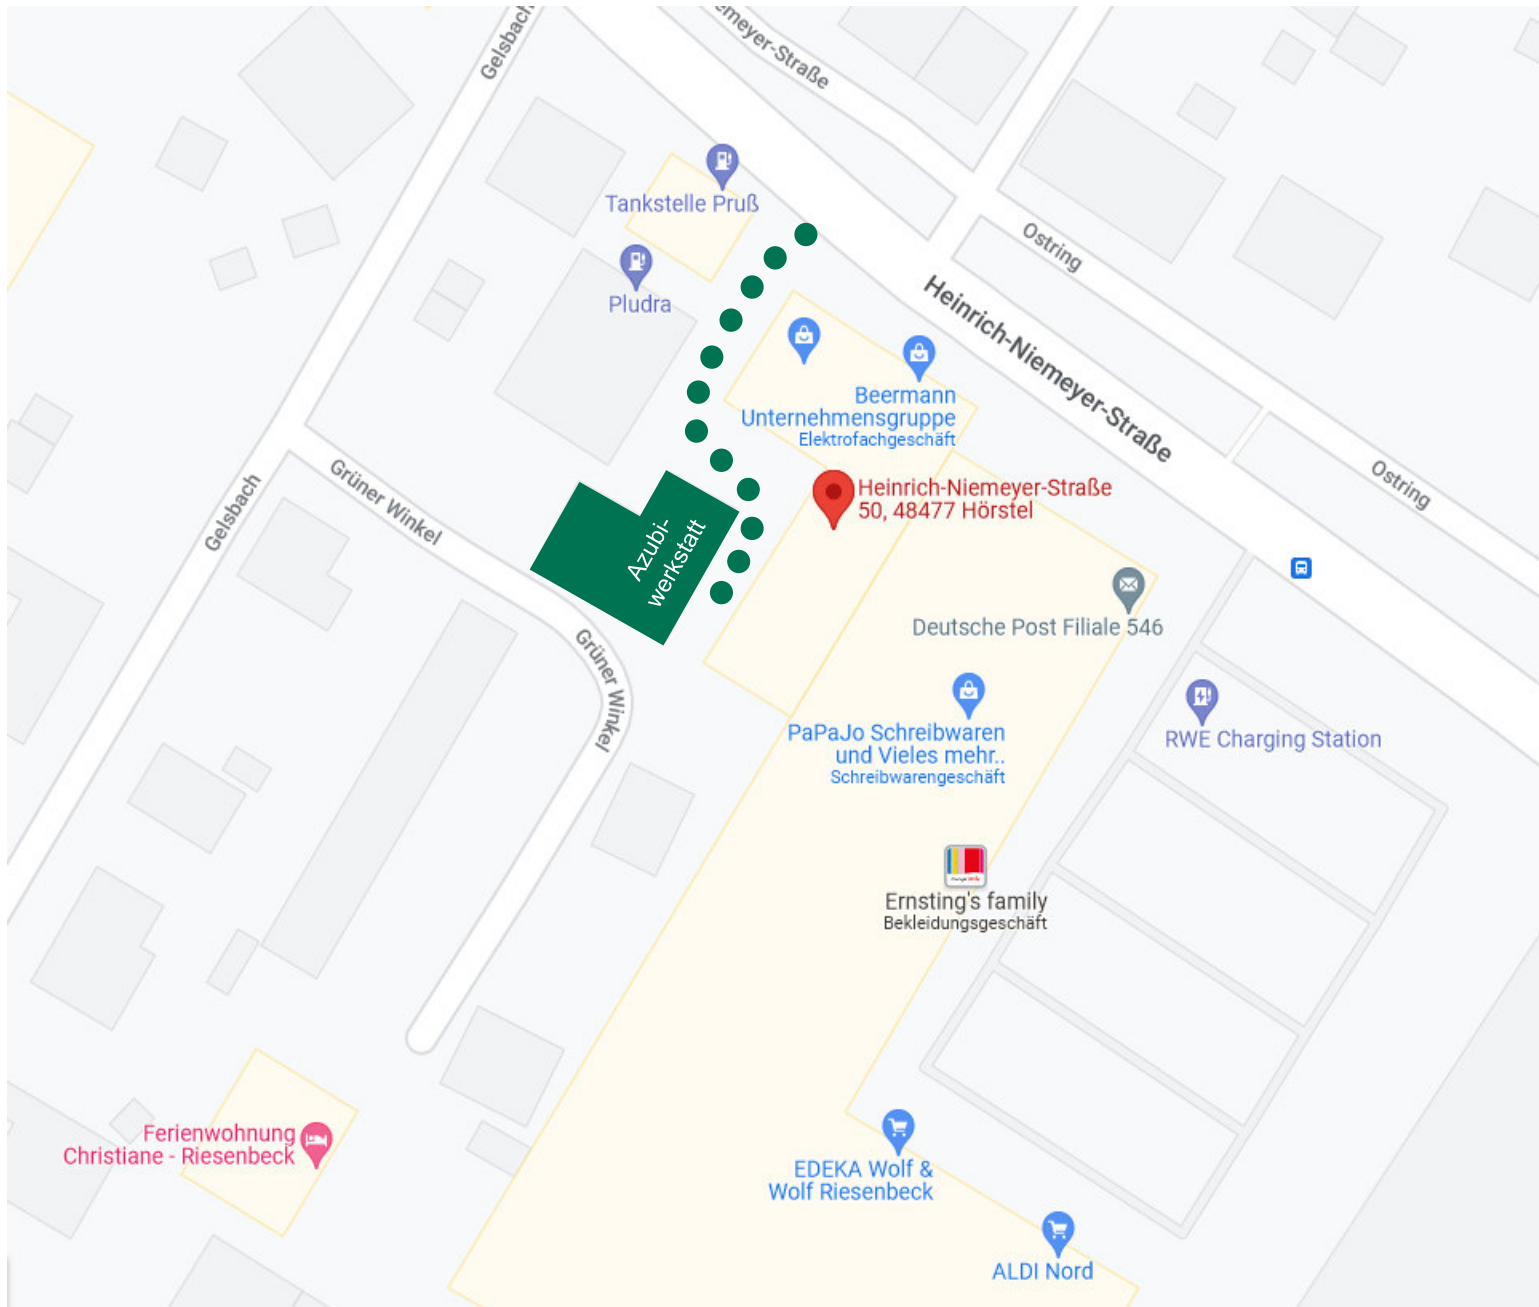 Gelsbach
emeyer-Straße
Tankstelle Pruß
Pludra
Ostring
Heinrich-Niemeyer-Straße
Beermann
Unternehmensgruppe
Elektrofachgeschäft
Ostring
Heinrich-Niemeyer-Straße
50, 48477 Hörstel
Grüner Winkel
Gelsbach
Azubi-
werkstatt
Deutsche Post Filiale 546
Grüner Winkel
PaPaJo Schreibwaren
und Vieles mehr..
Schreibwarengeschäft
RWE Charging Station
Ernsting's family
Bekleidungsgeschäft
Ferienwohnung
Christiane - Riesenbeck
EDEKA Wolf &
Wolf Riesenbeck
ALDI Nord